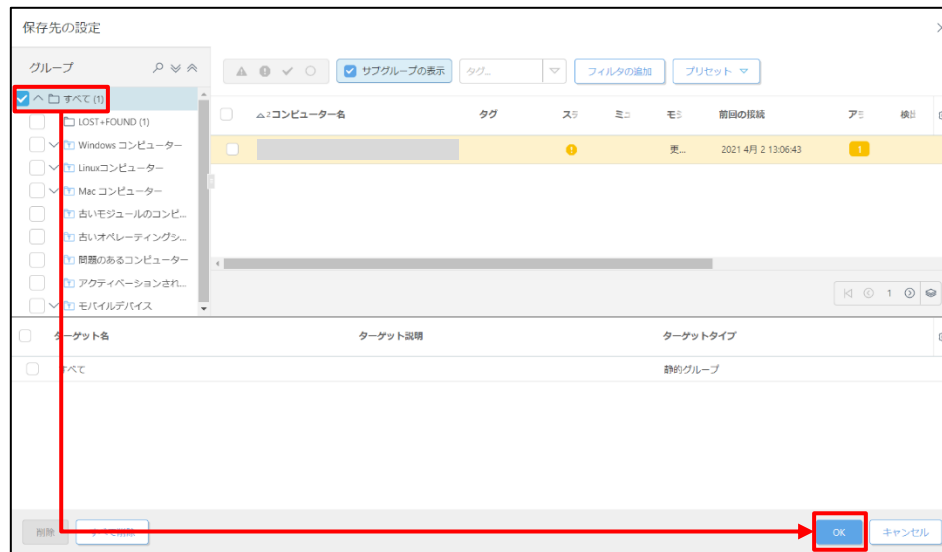 保存先の設定
グループ
サブグループの表示
タグ...
フィルタの追加
プリセット
すべて (1)
LOST+FOUND (1)
Windows コンピューター
Linuxコンピューター
Mac コンピューター
古いモジュールのコンピ...
古いオペレーティングシ...
問題のあるコンピューター
アクティベーションされ...
モバイルデバイス
コンピューター名 タグ 前回の接続
更... 2021 4月 2 13:06:43 1
1
ターゲット名 ターゲット説明 ターゲットタイプ
すべて 静的グループ
削除 すべて削除 OK キャンセル